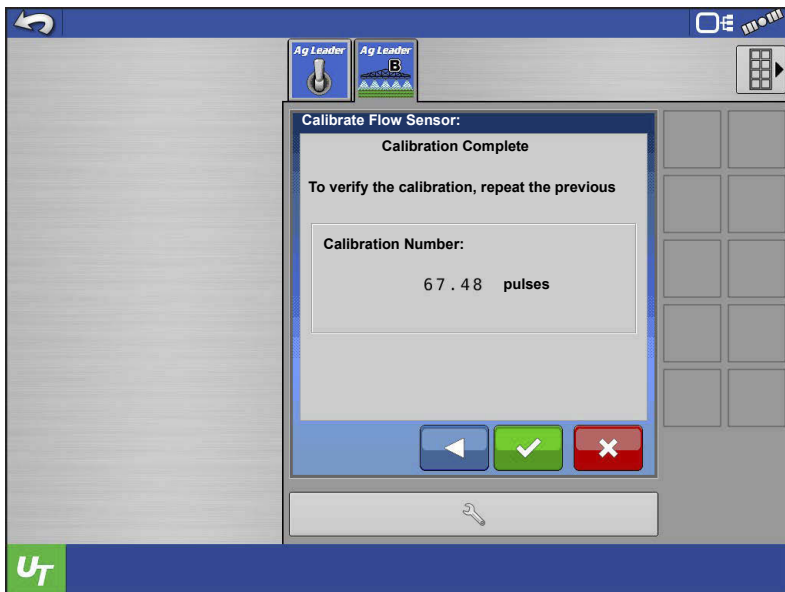 Ag Leader
Ag Leader
B
Calibrate Flow Sensor:
Calibration Complete
To verify the calibration, repeat the previous
Calibration Number:
67.48 pulses
UT